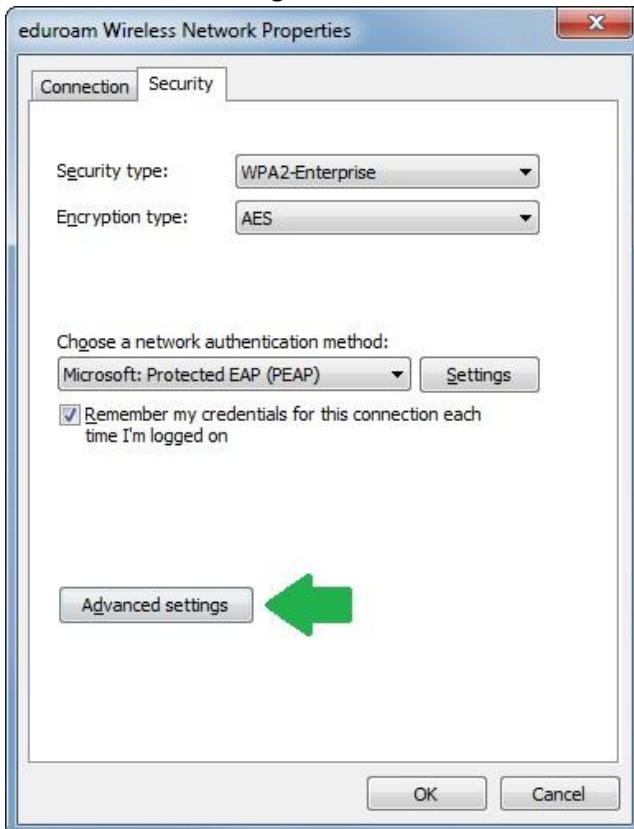 eduroam Wireless Network Properties
Connection Security
Security type: WPA2-Enterprise
Encryption type: AES
Choose a network authentication method:
Microsoft: Protected EAP (PEAP) Settings
Remember my credentials for this connection each
time I'm logged on
Advanced settings
OK Cancel